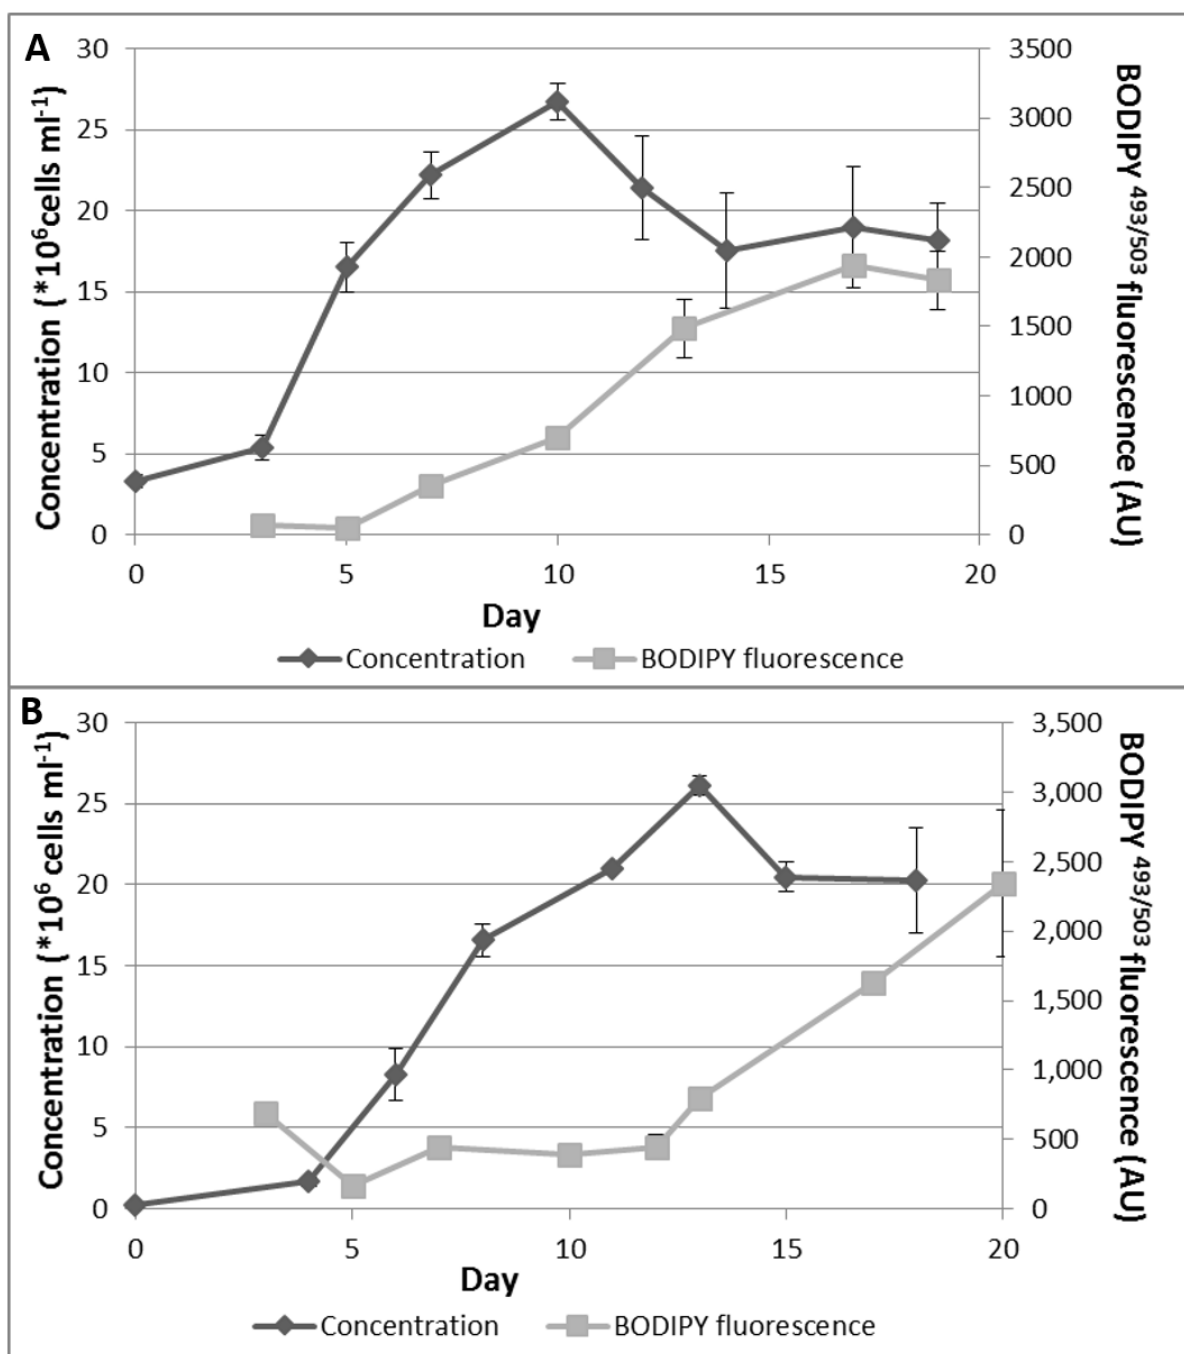 A
Concentration (*10⁶cells ml⁻¹)
30
25
20
15
10
5
0
3500
3000
2500
2000
1500
1000
500
0
BODIPY ⁴⁹³/⁵⁰³ fluorescence (AU)
0 5 10 15 20
Day
Concentration BODIPY fluorescence
B
Concentration (*10⁶ cells ml⁻¹)
30
25
20
15
10
5
0
3,500
3,000
2,500
2,000
1,500
1,000
500
0
BODIPY ⁴⁹³/⁵⁰³ fluorescence (AU)
0 5 10 15 20
Day
Concentration BODIPY fluorescence